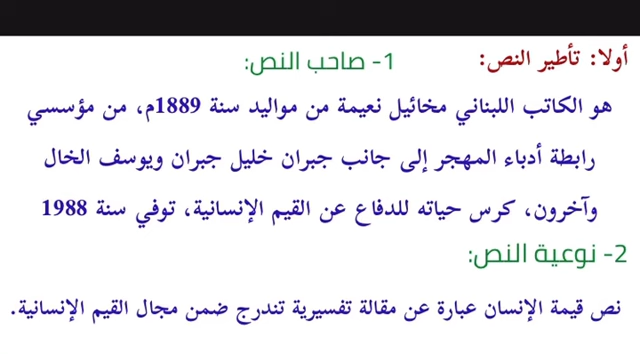 أولا: تأطير النص: 1- صاحب النص:
هو الكاتب اللبناني مخائيل نعيمة من مواليد سنة 1889م، من مؤسسي
رابطة أدباء المهجر إلى جانب جبران خليل جبران ويوسف الخال
وآخرون، كرس حياته للدفاع عن القيم الإنسانية، توفي سنة 1988
2- نوعية النص:
نص قيمة الإنسان عبارة عن مقالة تفسيرية تندرج ضمن مجال القيم الإنسانية.